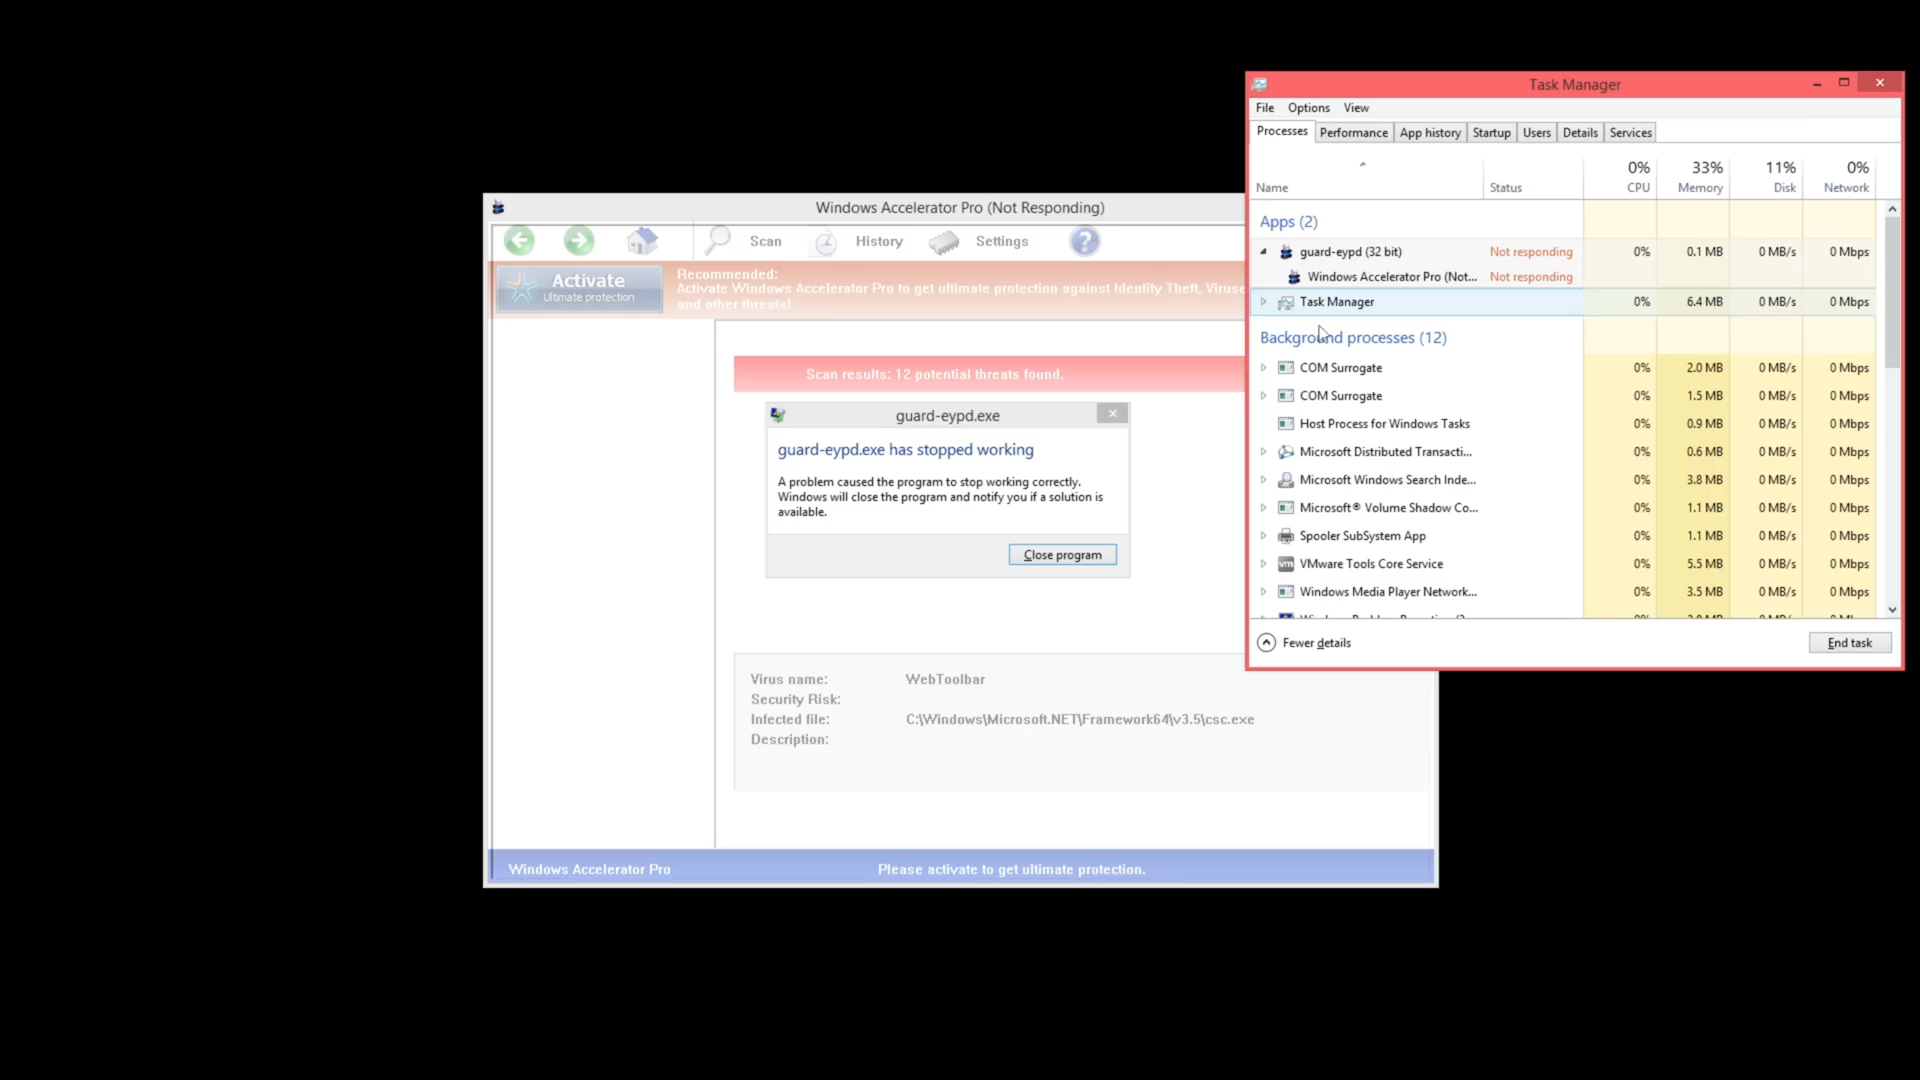 Windows Accelerator Pro (Not Responding)
Scan
History
Settings
?
Activate
Ultimate protection
Recommended:
Activate Windows Accelerator Pro to get ultimate protection against Identity Theft, Viruse
and other threats!
Scan results: 12 potential threats found.
guard-eypd.exe
guard-eypd.exe has stopped working
A problem caused the program to stop working correctly.
Windows will close the program and notify you if a solution is
available.
Close program
Virus name: WebToolbar
Security Risk:
Infected file: C:\Windows\Microsoft.NET\Framework64\v3.5\csc.exe
Description:
Windows Accelerator Pro Please activate to get ultimate protection.
Task Manager
File Options View
Processes Performance App history Startup Users Details Services
0% 33% 11% 0%
Name Status CPU Memory Disk Network
Apps (2)
guard-eypd (32 bit) Not responding 0% 0.1 MB 0 MB/s 0 Mbps
Windows Accelerator Pro (Not... Not responding
Task Manager 0% 6.4 MB 0 MB/s 0 Mbps
Background processes (12)
COM Surrogate 0% 2.0 MB 0 MB/s 0 Mbps
COM Surrogate 0% 1.5 MB 0 MB/s 0 Mbps
Host Process for Windows Tasks 0% 0.9 MB 0 MB/s 0 Mbps
Microsoft Distributed Transacti... 0% 0.6 MB 0 MB/s 0 Mbps
Microsoft Windows Search Inde... 0% 3.8 MB 0 MB/s 0 Mbps
Microsoft® Volume Shadow Co... 0% 1.1 MB 0 MB/s 0 Mbps
Spooler SubSystem App 0% 1.1 MB 0 MB/s 0 Mbps
vm VMware Tools Core Service 0% 5.5 MB 0 MB/s 0 Mbps
Windows Media Player Network... 0% 3.5 MB 0 MB/s 0 Mbps
Fewer details
End task